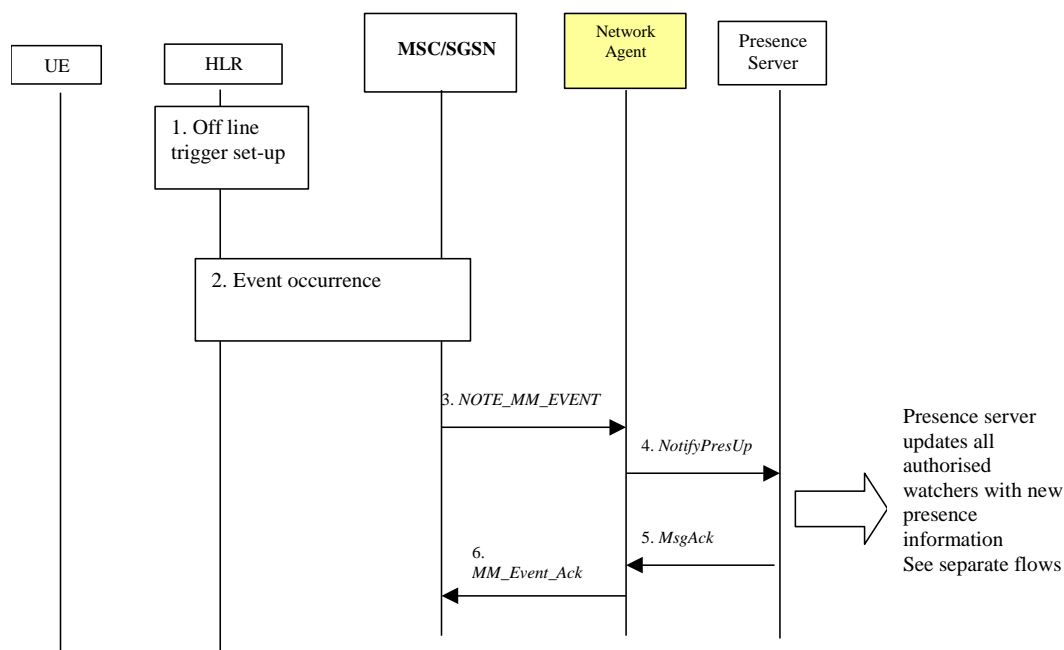 UE
HLR
MSC/SGSN
Network
Agent
Presence
Server
1. Off line
trigger set-up
2. Event occurrence
3. NOTE_MM_EVENT
4. NotifyPresUp
5. MsgAck
6.
MM_Event_Ack
Presence server
updates all
authorised
watchers with new
presence
information
See separate flows